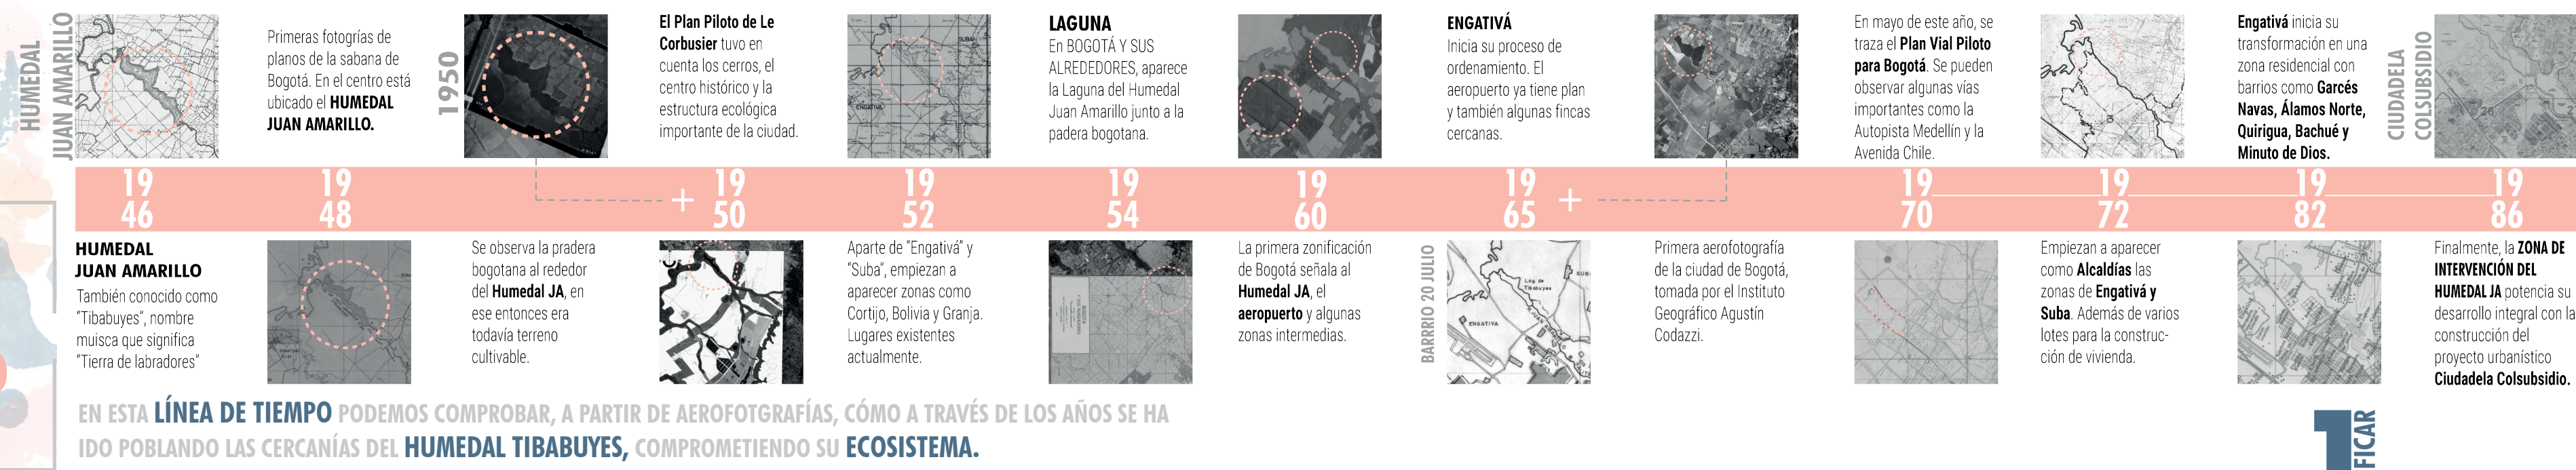 HUMEDAL
JUAN AMARILLO
19
46
HUMEDAL
JUAN AMARILLO
También conocido como
“Tibabuyes”, nombre
muisca que significa
“Tierra de labradores”
Primeras fotogrías de
planos de la sabana de
Bogotá. En el centro está
ubicado el HUMEDAL
JUAN AMARILLO.
19
48
1950
Se observa la pradera
bogotana al rededor
del Humedal JA, en
ese entonces era
todavía terreno
cultivable.
El Plan Piloto de Le
Corbusier tuvo en
cuenta los cerros, el
centro histórico y la
estructura ecológica
importante de la ciudad.
+
19
50
ENGATIVA
SUBA
19
52
Aparte de “Engativá” y
“Suba”, empiezan a
aparecer zonas como
Cortijo, Bolivia y Granja.
Lugares existentes
actualmente.
LAGUNA
En BOGOTÁ Y SUS
ALREDEDORES, aparece
la Laguna del Humedal
Juan Amarillo junto a la
padera bogotana.
19
54
BOGOTA
19
60
La primera zonificación
de Bogotá señala al
Humedal JA, el
aeropuerto y algunas
zonas intermedias.
ENGATIVÁ
Inicia su proceso de
ordenamiento. El
aeropuerto ya tiene plan
y también algunas fincas
cercanas.
19
65
+
BARRRIO 20 JULIO
Lag. de
Tibabuyes
ENGATIVA
SUB
Primera aerofotografía
de la ciudad de Bogotá,
tomada por el Instituto
Geográfico Agustín
Codazzi.
En mayo de este año, se
traza el Plan Vial Piloto
para Bogotá. Se pueden
observar algunas vías
importantes como la
Autopista Medellín y la
Avenida Chile.
19
70
19
72
Empiezan a aparecer
como Alcaldías las
zonas de Engativá y
Suba. Además de varios
lotes para la construc-
ción de vivienda.
Engativá inicia su
transformación en una
zona residencial con
barrios como Garcés
Navas, Álamos Norte,
Quirigua, Bachué y
Minuto de Dios.
19
82
CIUDADELA
COLSUBSIDIO
19
86
Finalmente, la ZONA DE
INTERVENCIÓN DEL
HUMEDAL JA potencia su
desarrollo integral con la
construcción del
proyecto urbanístico
Ciudadela Colsubsidio.
EN ESTA LÍNEA DE TIEMPO PODEMOS COMPROBAR, A PARTIR DE AEROFOTGRAFÍAS, CÓMO A TRAVÉS DE LOS AÑOS SE HA
IDO POBLANDO LAS CERCANÍAS DEL HUMEDAL TIBABUYES, COMPROMETIENDO SU ECOSISTEMA.
1
FICAR